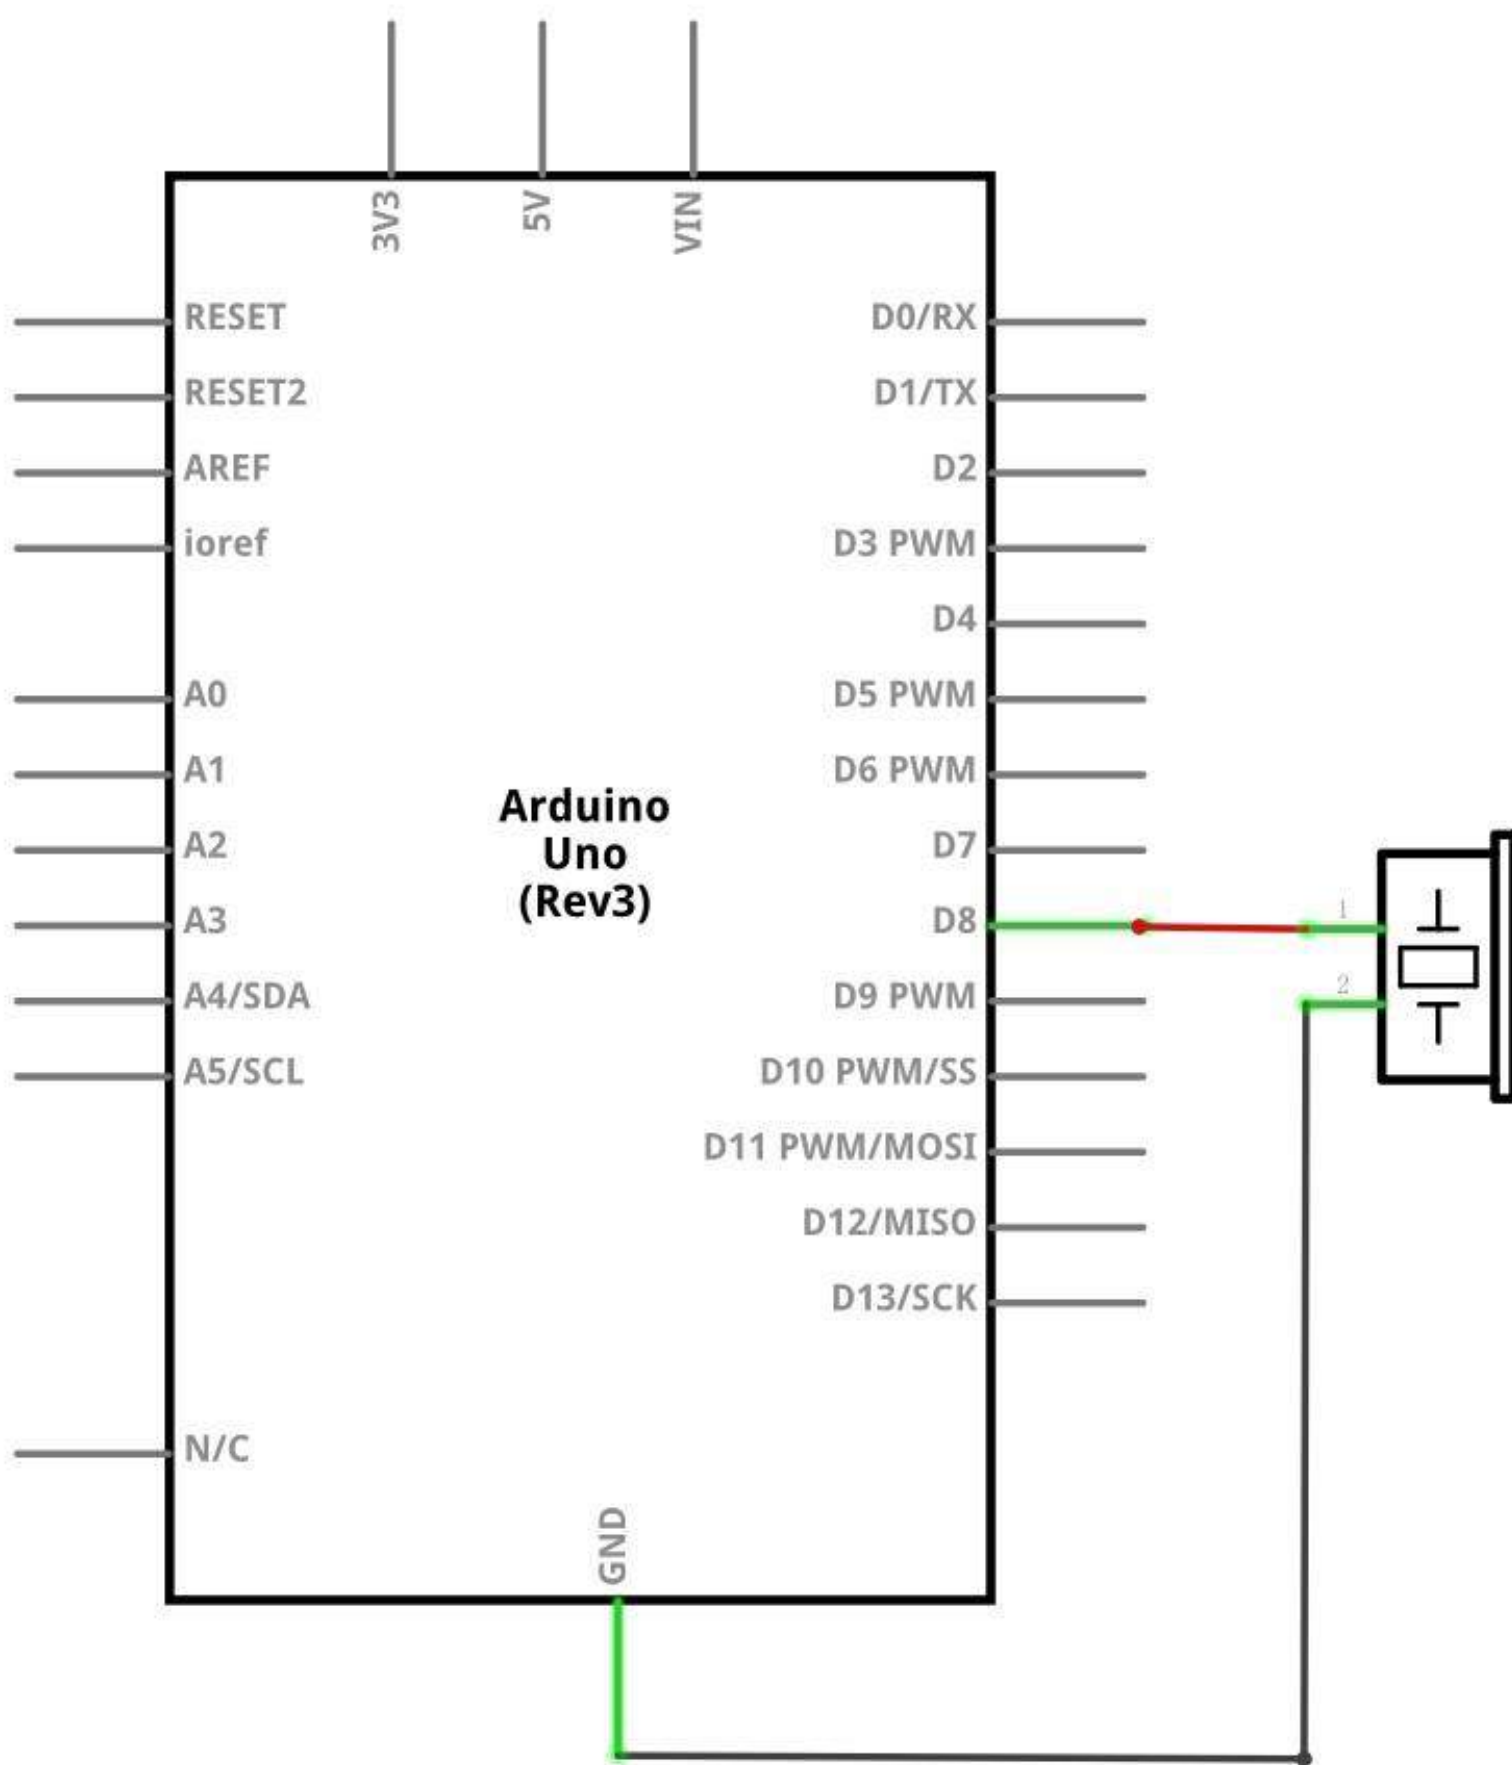 3V3
5V
VIN
RESET
RESET2
AREF
ioref
A0
A1
A2
A3
A4/SDA
A5/SCL
N/C
Arduino
Uno
(Rev3)
D0/RX
D1/TX
D2
D3 PWM
D4
D5 PWM
D6 PWM
D7
D8
D9 PWM
D10 PWM/SS
D11 PWM/MOSI
D12/MISO
D13/SCK
GND
1
2